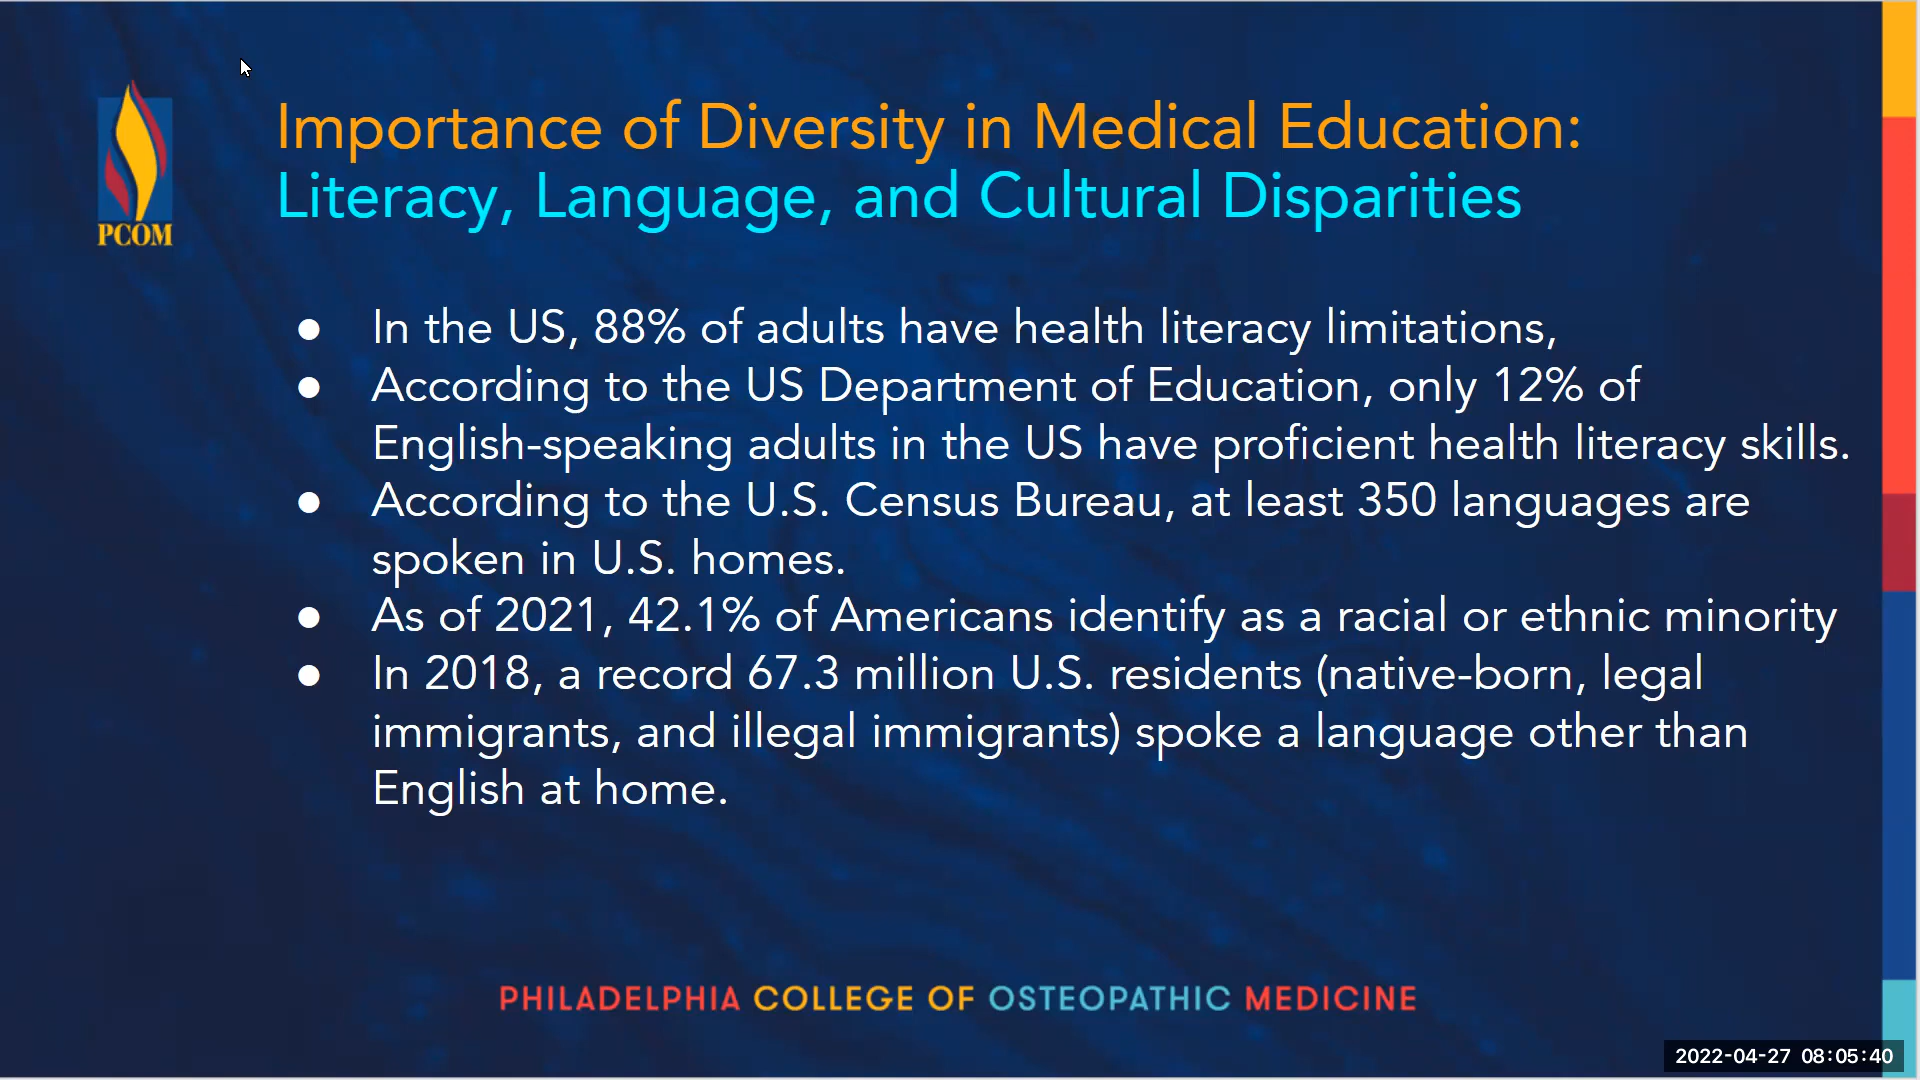 Importance of Diversity in Medical Education:
Literacy, Language, and Cultural Disparities
PCOM
● In the US, 88% of adults have health literacy limitations,
● According to the US Department of Education, only 12% of
English-speaking adults in the US have proficient health literacy skills.
● According to the U.S. Census Bureau, at least 350 languages are
spoken in U.S. homes.
● As of 2021, 42.1% of Americans identify as a racial or ethnic minority
● In 2018, a record 67.3 million U.S. residents (native-born, legal
immigrants, and illegal immigrants) spoke a language other than
English at home.
PHILADELPHIA COLLEGE OF OSTEOPATHIC MEDICINE
2022-04-27 08:05:40